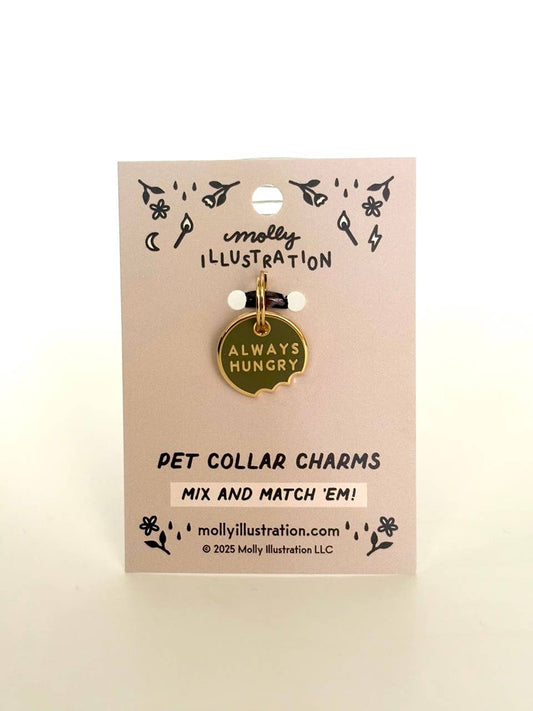 molly
ILLUSTRATION
ALWAYS
HUNGRY
PET COLLAR CHARMS
MIX AND MATCH 'EM!
mollyillustration.com
© 2025 Molly Illustration LLC